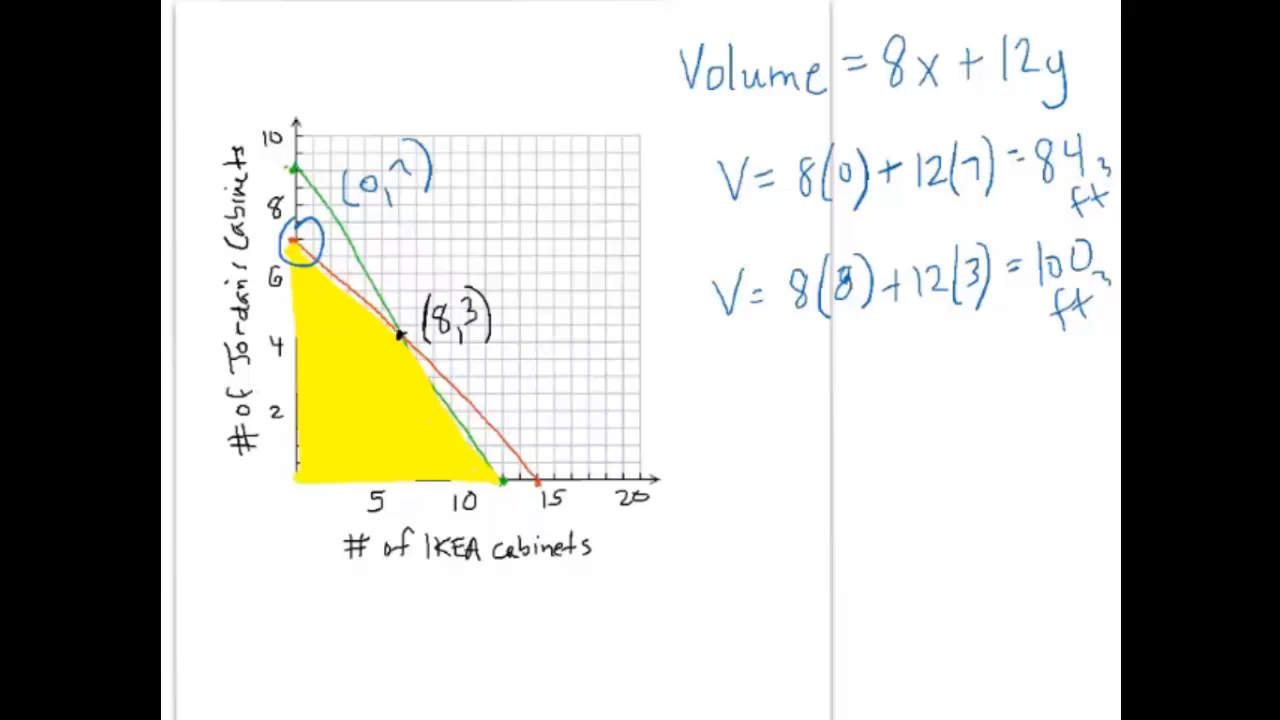 Volume = 8x + 12y
V = 8(0) + 12(7) = 84 ft³
V = 8(8) + 12(3) = 100 ft³
(0,7)
(8,3)
# of Jordan's Cabinets
10
8
6
4
2
5 10 15 20
# of IKEA cabinets